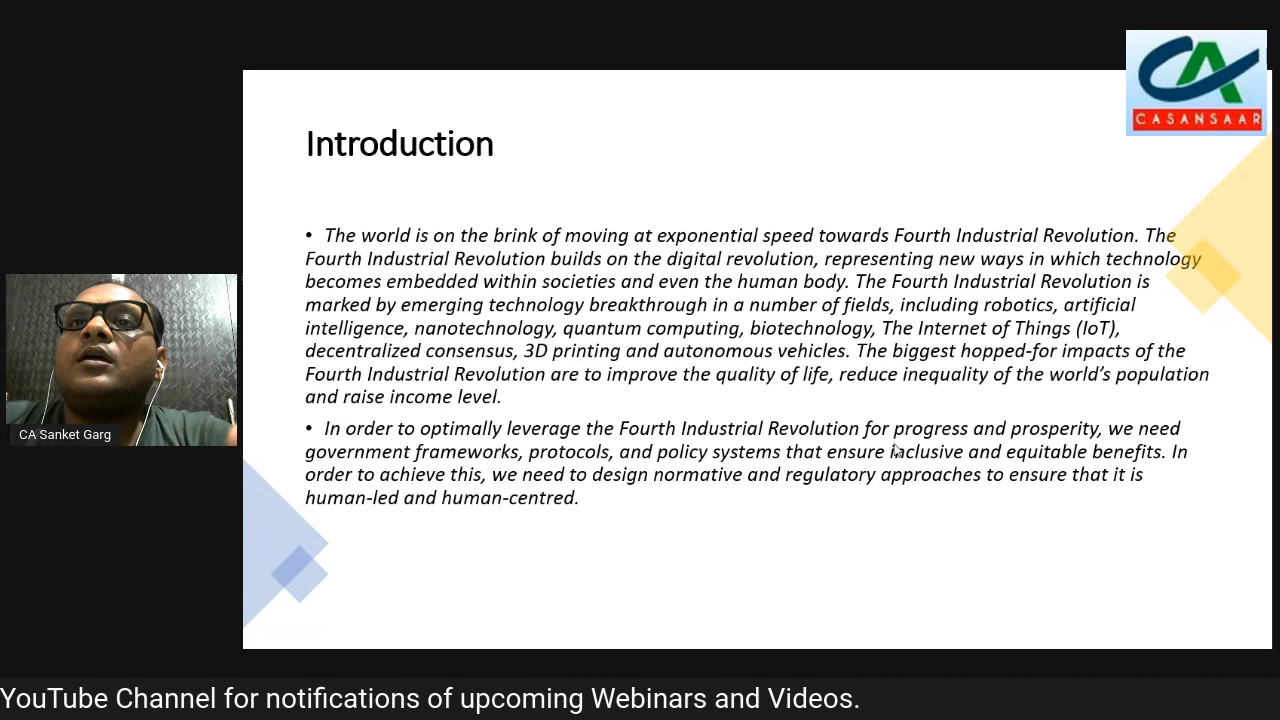 CASANSAAR
Introduction
• The world is on the brink of moving at exponential speed towards Fourth Industrial Revolution. The
Fourth Industrial Revolution builds on the digital revolution, representing new ways in which technology
becomes embedded within societies and even the human body. The Fourth Industrial Revolution is
marked by emerging technology breakthrough in a number of fields, including robotics, artificial
intelligence, nanotechnology, quantum computing, biotechnology, The Internet of Things (IoT),
decentralized consensus, 3D printing and autonomous vehicles. The biggest hopped-for impacts of the
Fourth Industrial Revolution are to improve the quality of life, reduce inequality of the world's population
and raise income level.
• In order to optimally leverage the Fourth Industrial Revolution for progress and prosperity, we need
government frameworks, protocols, and policy systems that ensure inclusive and equitable benefits. In
order to achieve this, we need to design normative and regulatory approaches to ensure that it is
human-led and human-centred.
CA Sanket Garg
YouTube Channel for notifications of upcoming Webinars and Videos.